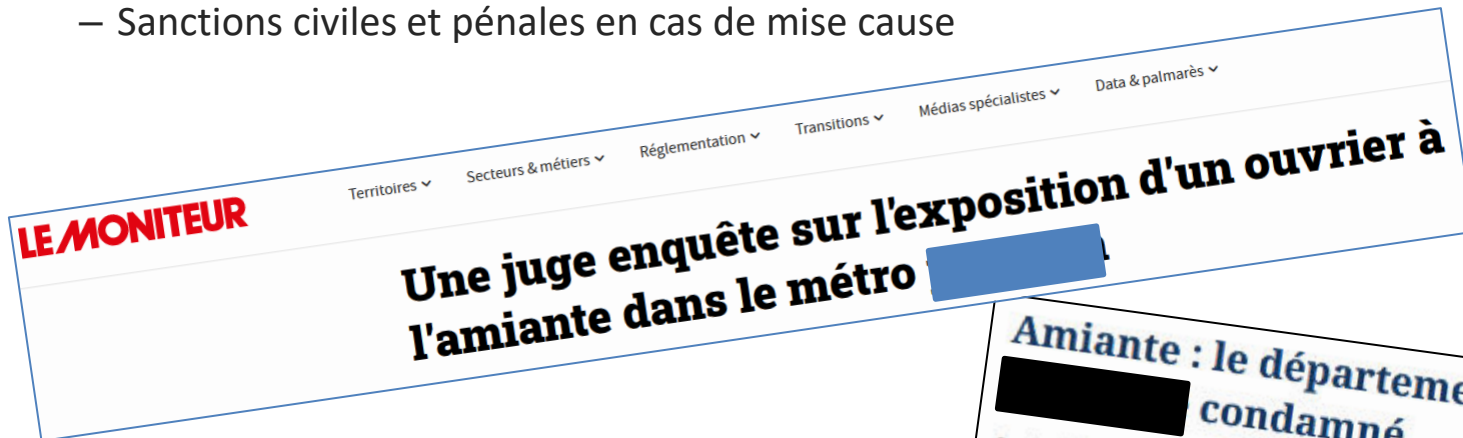 – Sanctions civiles et pénales en cas de mise cause
Territoires Secteurs & métiers Réglementation Transitions Médias spécialistes Data & palmarès
LE MONITEUR
Une juge enquête sur l'exposition d'un ouvrier à
l'amiante dans le métro
Amiante : le départeme
condamné